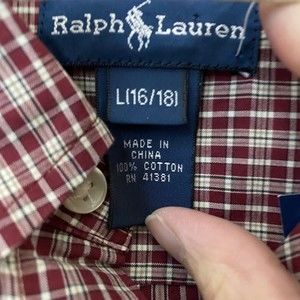 Ralph Lauren
L(16/18)
MADE IN
CHINA
100% COTTON
RN 41381